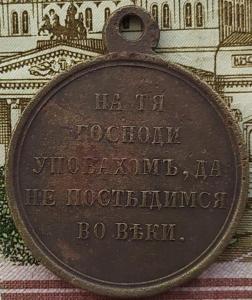 НА ТЯ
ГОСПОДИ
УПОВАХОМЪ, ДА
НЕ ПОСТЫДИМСЯ
ВО ВѢКИ.